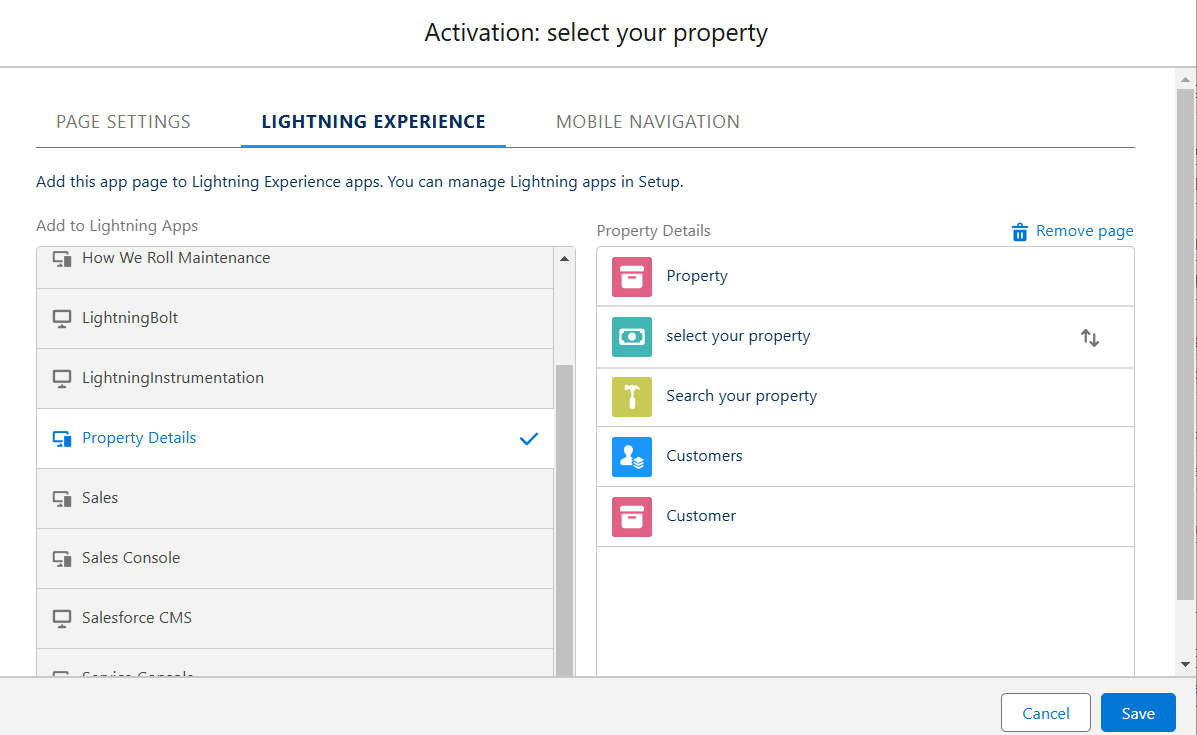 Activation: select your property
PAGE SETTINGS
LIGHTNING EXPERIENCE
MOBILE NAVIGATION
Add this app page to Lightning Experience apps. You can manage Lightning apps in Setup.
Add to Lightning Apps
How We Roll Maintenance
LightningBolt
LightningInstrumentation
Property Details
Sales
Sales Console
Salesforce CMS
Service Console
Property Details
Remove page
Property
select your property
Search your property
Customers
Customer
Cancel
Save